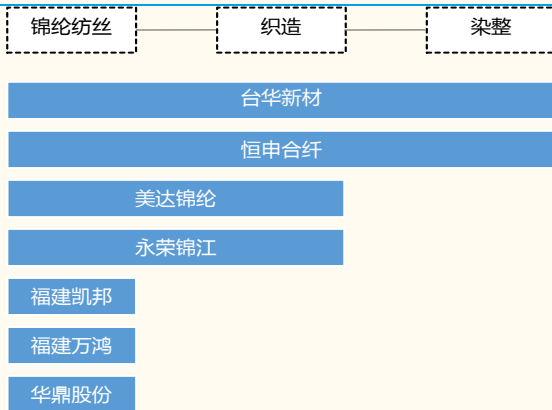 锦纶纺丝 织造 染整
台华新材
恒申合纤
美达锦纶
永荣锦江
福建凯邦
福建万鸿
华鼎股份